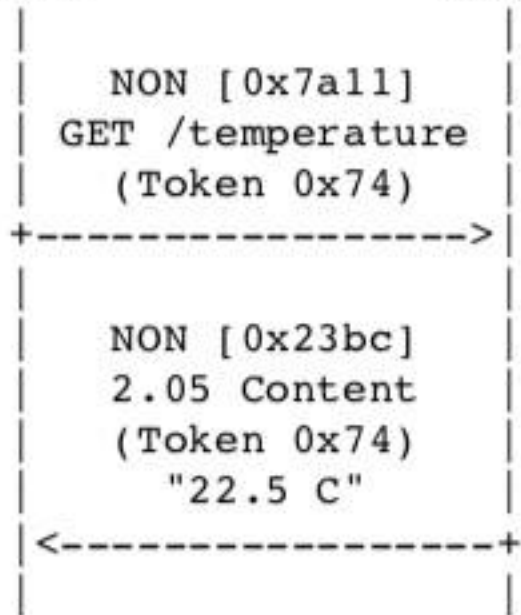 NON [0x7a11]
GET /temperature
(Token 0x74)
+----------------->
NON [0x23bc]
2.05 Content
(Token 0x74)
"22.5 C"
<-----------------+